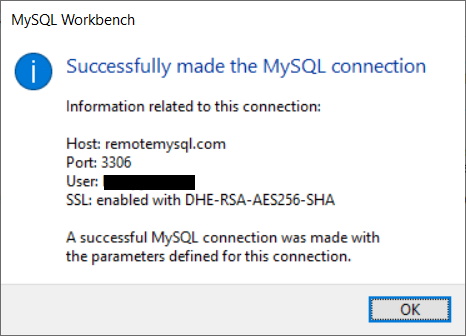 MySQL Workbench
Successfully made the MySQL connection
Information related to this connection:
Host: remotemysql.com
Port: 3306
User:
SSL: enabled with DHE-RSA-AES256-SHA
A successful MySQL connection was made with
the parameters defined for this connection.
OK